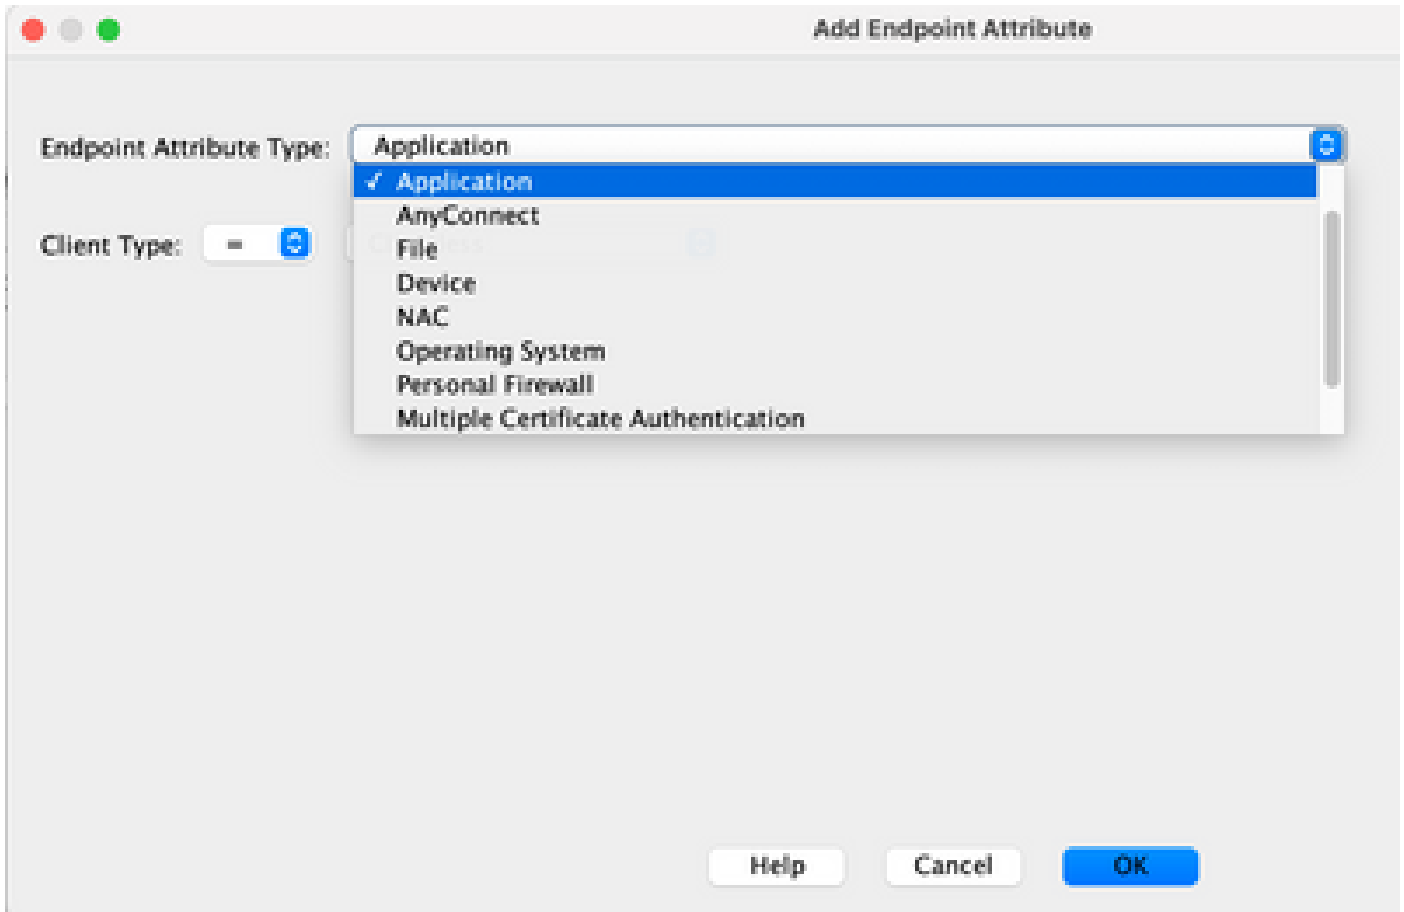 Add Endpoint Attribute
Endpoint Attribute Type: Application
✓ Application
AnyConnect
Client Type: =
File
Device
NAC
Operating System
Personal Firewall
Multiple Certificate Authentication
Help Cancel OK